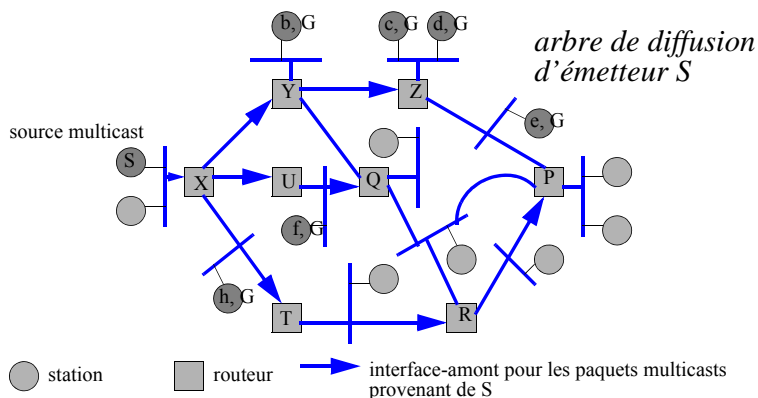 b, G
c, G
d, G
arbre de diffusion
d'émetteur S
Y
Z
source multicast
e, G
S
X
U
Q
P
f, G
h, G
T
R
station
routeur
interface-amont pour les paquets multicasts
provenant de S